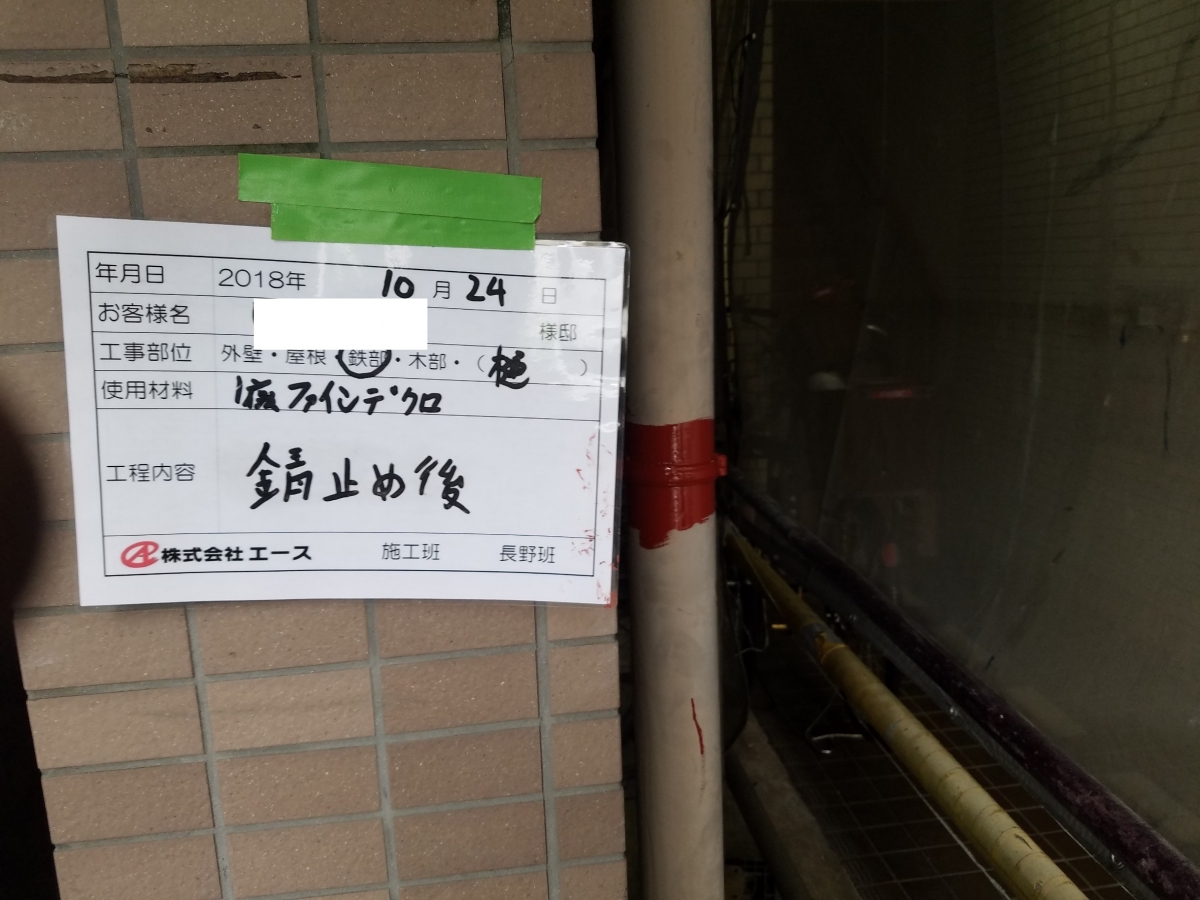 年月日 2018年 10 月 24 日
お客様名 様邸
工事部位 外壁・屋根・鉄部・木部・（樋）
使用材料 1液ファインデクロ
工程内容 錆止め後
株式会社エース 施工班 長野班